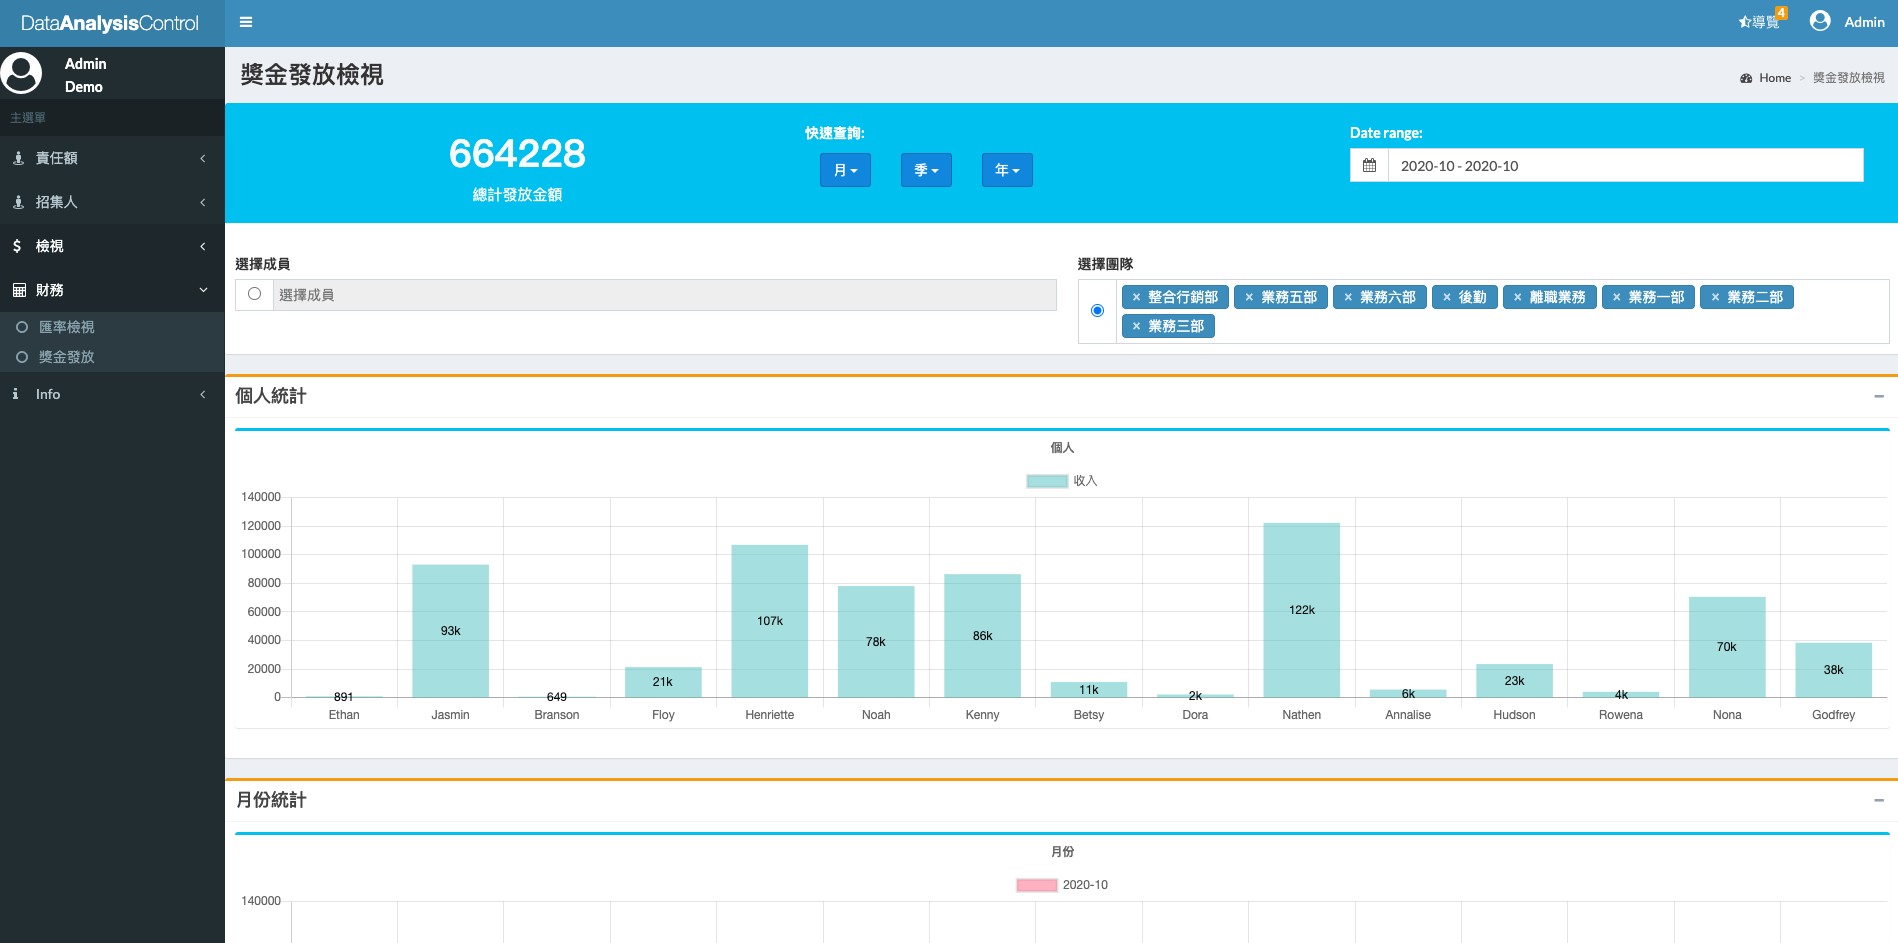 DataAnalysisControl
導覽 4
Admin
Admin
Demo
主選單
責任額
招集人
檢視
財務
匯率檢視
獎金發放
Info
獎金發放檢視
Home > 獎金發放檢視
664228
總計發放金額
快速查詢:
月 季 年
Date range:
2020-10 - 2020-10
選擇成員
選擇成員
選擇團隊
× 整合行銷部 × 業務五部 × 業務六部 × 後勤 × 離職業務 × 業務一部 × 業務二部
× 業務三部
個人統計
個人
收入
140000
120000
100000
80000
60000
40000
20000
0
891 93k 649 21k 107k 78k 86k 11k 2k 122k 6k 23k 4k 70k 38k
Ethan Jasmin Branson Floy Henriette Noah Kenny Betsy Dora Nathen Annalise Hudson Rowena Nona Godfrey
月份統計
月份
2020-10
140000